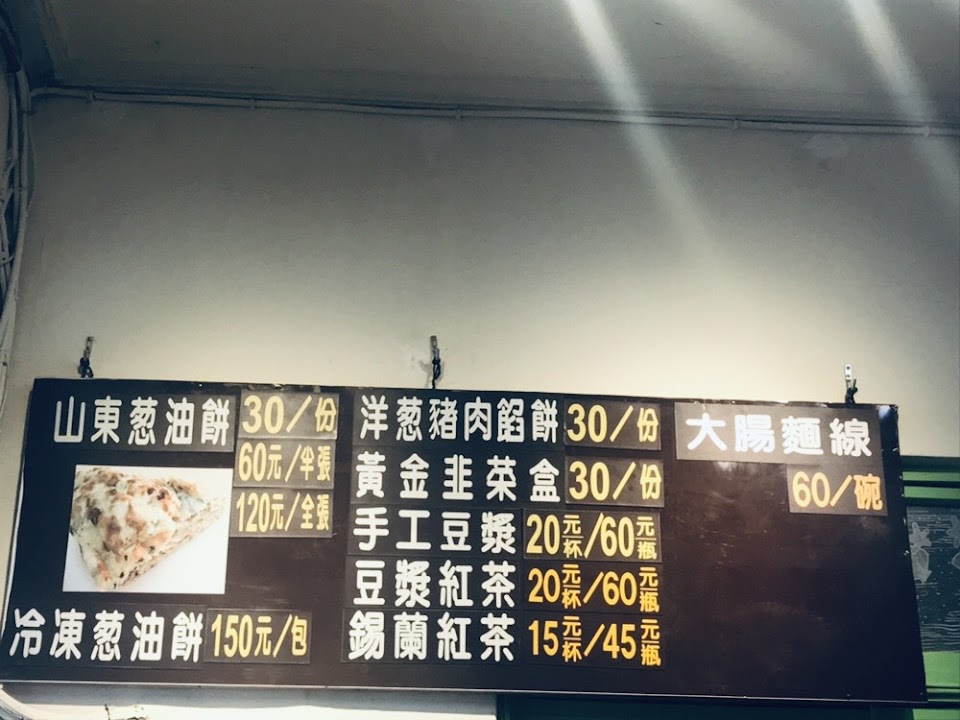 山東葱油餅 30/份
60元/半張
120元/全張
冷凍葱油餅 150元/包
洋葱豬肉餡餅 30/份
黃金韭菜盒 30/份
手工豆漿 20元杯/60元瓶
豆漿紅茶 20元杯/60元瓶
錫蘭紅茶 15元杯/45元瓶
大腸麵線
60/碗